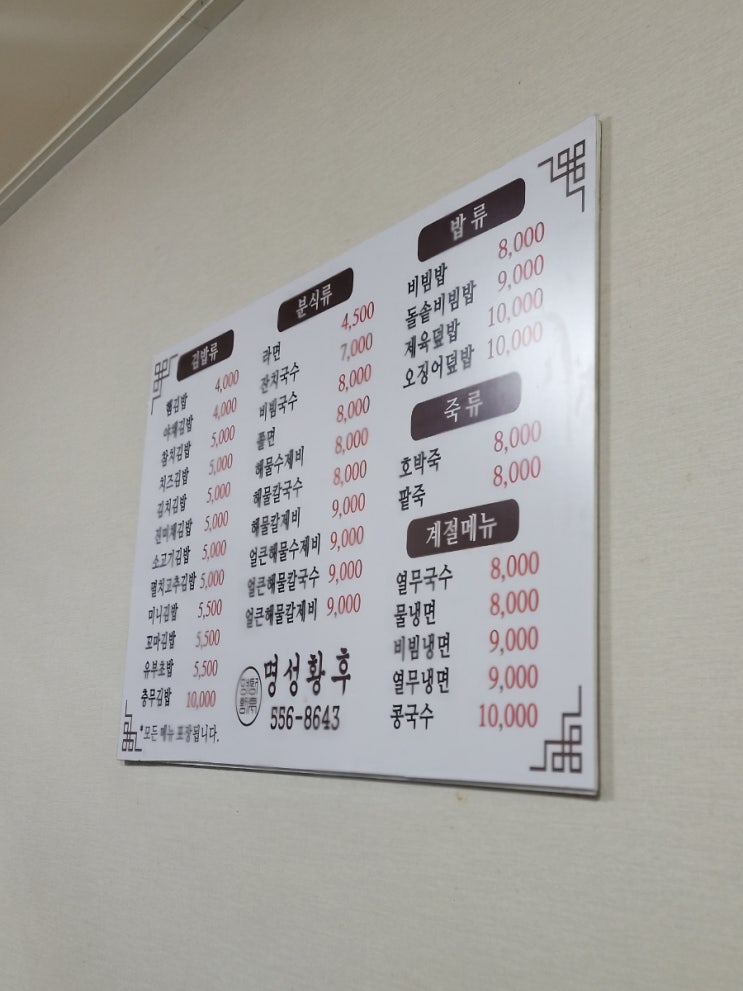 김밥류
햄김밥 4,000
야채김밥 4,000
참치김밥 5,000
치즈김밥 5,000
김치김밥 5,000
진미채김밥 5,000
소고기김밥 5,000
멸치고추김밥 5,000
미니김밥 5,500
꼬마김밥 5,500
유부초밥 5,500
충무김밥 10,000
*모든 메뉴 포장됩니다.
분식류
라면 4,500
잔치국수 7,000
비빔국수 8,000
쫄면 8,000
해물수제비 8,000
해물칼국수 8,000
해물칼제비 9,000
얼큰해물수제비 9,000
얼큰해물칼국수 9,000
얼큰해물칼제비 9,000
명성황후
556-8643
밥류
비빔밥 8,000
돌솥비빔밥 9,000
제육덮밥 10,000
오징어덮밥 10,000
죽류
호박죽 8,000
팥죽 8,000
계절메뉴
열무국수 8,000
물냉면 8,000
비빔냉면 9,000
열무냉면 9,000
콩국수 10,000